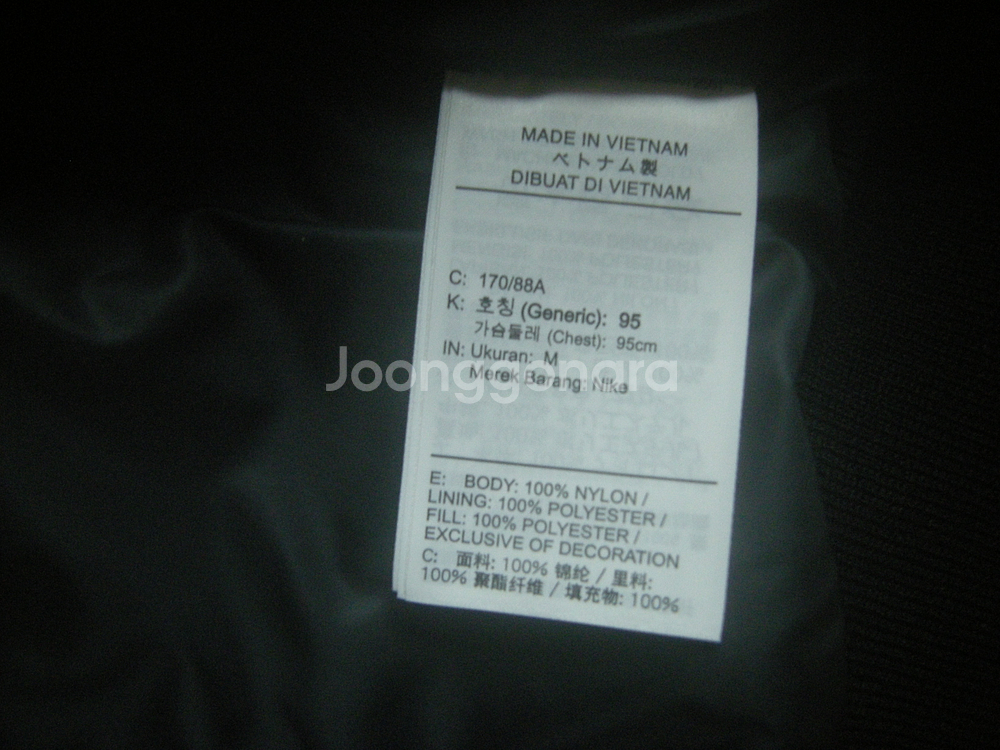 MADE IN VIETNAM
ベトナム製
DIBUAT DI VIETNAM
C: 170/88A
K: 호칭 (Generic): 95
가슴둘레 (Chest): 95cm
IN: Ukuran: M
Merek Barang: Nike
Joonggonara
E: BODY: 100% NYLON /
LINING: 100% POLYESTER /
FILL: 100% POLYESTER /
EXCLUSIVE OF DECORATION
C: 面料: 100% 锦纶 / 里料:
100% 聚酯纤维 / 填充物: 100%